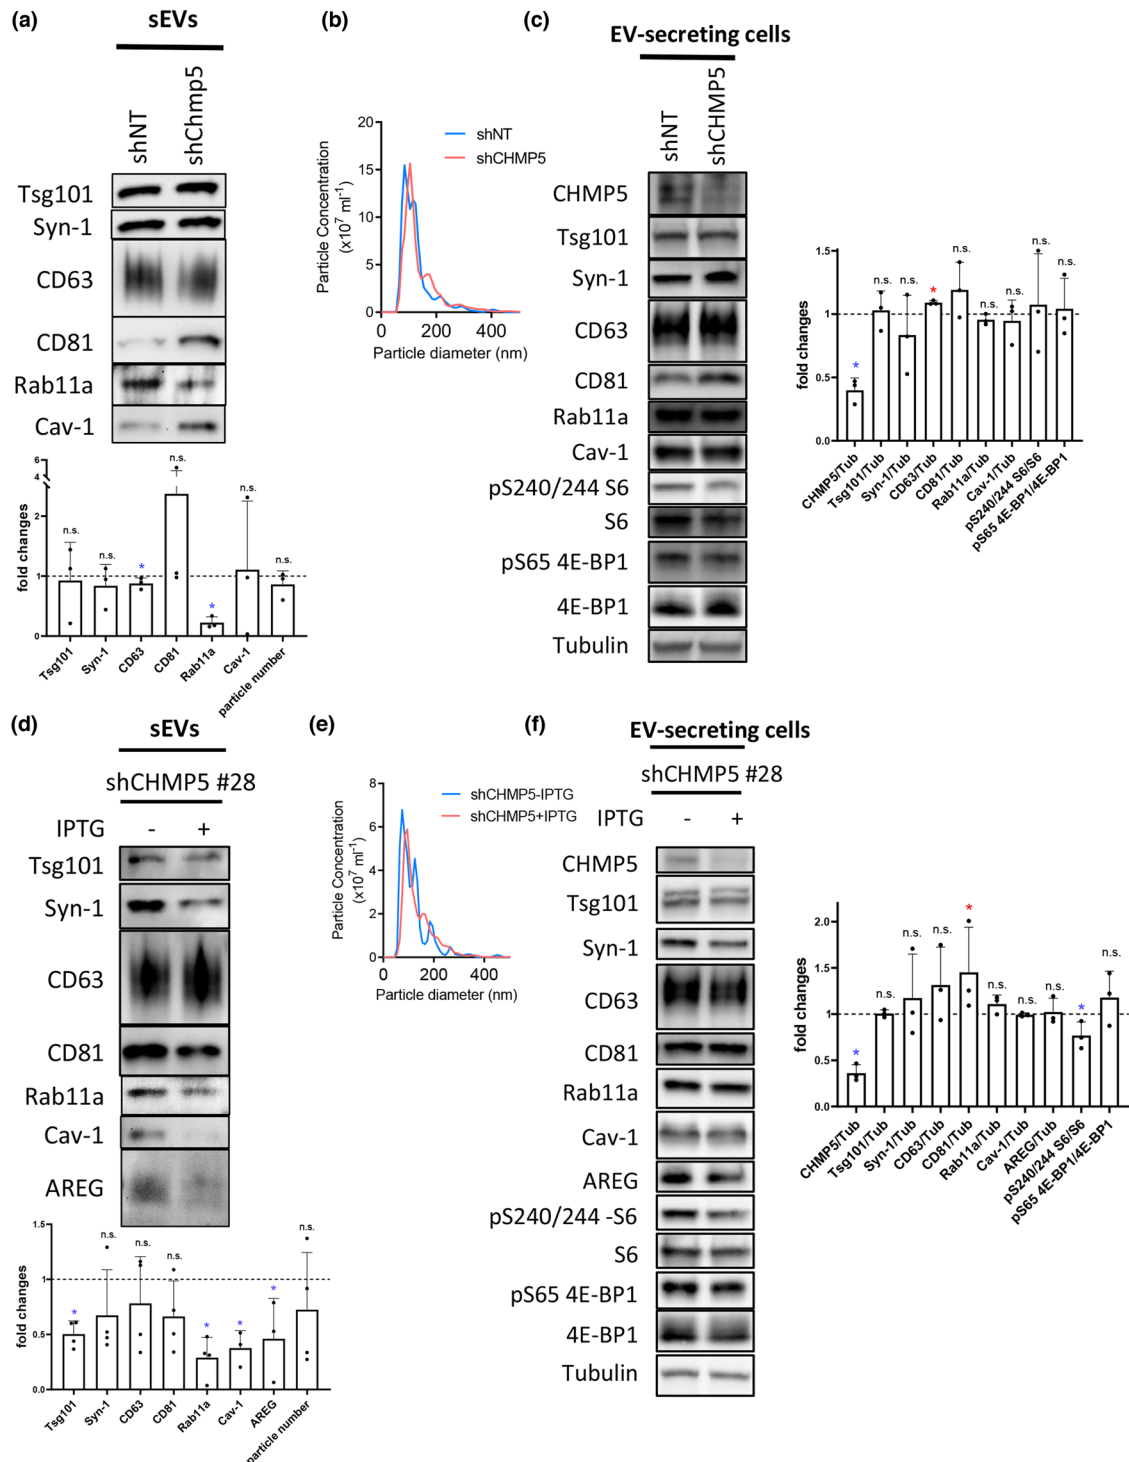 (a)
sEVs
shNT
shChmp5
Tsg101
Syn-1
CD63
CD81
Rab11a
Cav-1
fold changes
6
4
2
1
0
n.s.
n.s.
*
n.s.
*
n.s.
n.s.
Tsg101
Syn-1
CD63
CD81
Rab11a
Cav-1
particle number
(b)
Particle Concentration
(x10⁷ ml⁻¹)
20
15
10
5
0
shNT
shCHMP5
0 200 400
Particle diameter (nm)
(c)
EV-secreting cells
shNT
shCHMP5
CHMP5
Tsg101
Syn-1
CD63
CD81
Rab11a
Cav-1
pS240/244 S6
S6
pS65 4E-BP1
4E-BP1
Tubulin
fold changes
1.5
1.0
0.5
0.0
*
n.s.
n.s.
*
n.s.
n.s.
n.s.
n.s.
n.s.
CHMP5/Tub
Tsg101/Tub
Syn-1/Tub
CD63/Tub
CD81/Tub
Rab11a/Tub
Cav-1/Tub
pS240/244 S6/S6
pS65 4E-BP1/4E-BP1
(d)
sEVs
shCHMP5 #28
IPTG - +
Tsg101
Syn-1
CD63
CD81
Rab11a
Cav-1
AREG
fold changes
1.5
1
0.5
0.0
*
n.s.
n.s.
n.s.
*
*
*
n.s.
Tsg101
Syn-1
CD63
CD81
Rab11a
Cav-1
AREG
particle number
(e)
Particle Concentration
(x10⁷ ml⁻¹)
8
6
4
2
0
shCHMP5-IPTG
shCHMP5+IPTG
0 200 400
Particle diameter (nm)
(f)
EV-secreting cells
shCHMP5 #28
IPTG - +
CHMP5
Tsg101
Syn-1
CD63
CD81
Rab11a
Cav-1
AREG
pS240/244 -S6
S6
pS65 4E-BP1
4E-BP1
Tubulin
fold changes
2.0
1.5
1.0
0.5
0.0
*
n.s.
n.s.
n.s.
*
n.s.
n.s.
n.s.
*
n.s.
CHMP5/Tub
Tsg101/Tub
Syn-1/Tub
CD63/Tub
CD81/Tub
Rab11a/Tub
Cav-1/Tub
AREG/Tub
pS240/244 S6/S6
pS65 4E-BP1/4E-BP1